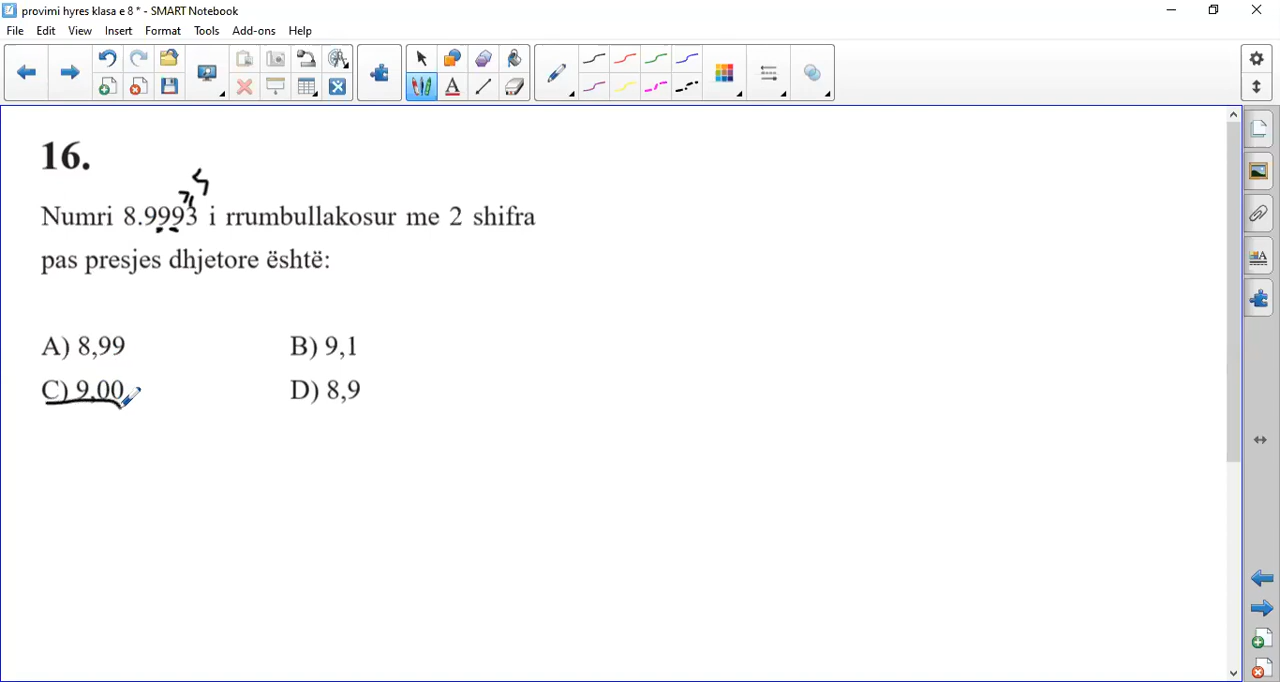 provimi hyres klasa e 8 * - SMART Notebook
File Edit View Insert Format Tools Add-ons Help
16.
≥ 5
Numri 8.9993 i rrumbullakosur me 2 shifra
pas presjes dhjetore është:
A) 8,99 B) 9,1
C) 9,00 D) 8,9